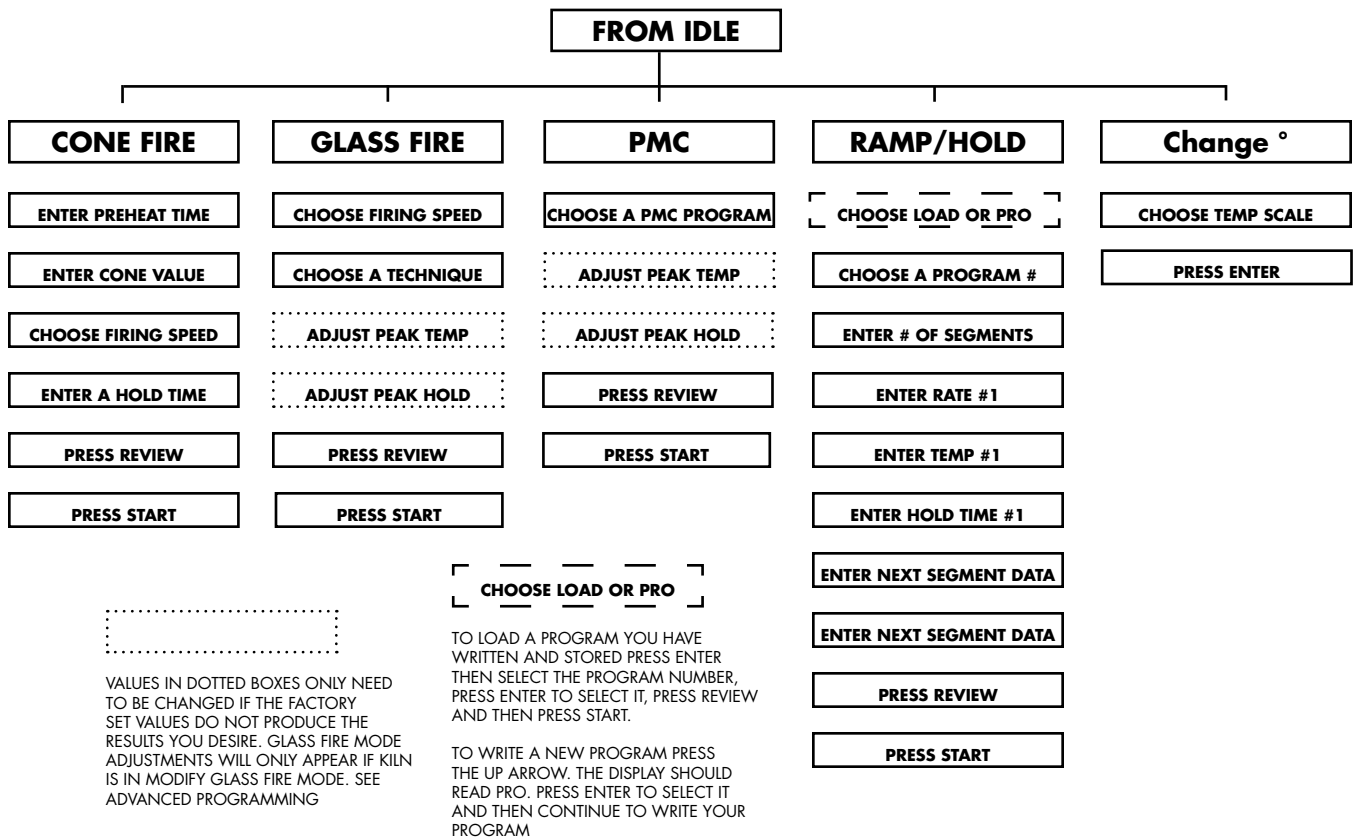 FROM IDLE
CONE FIRE
ENTER PREHEAT TIME
ENTER CONE VALUE
CHOOSE FIRING SPEED
ENTER A HOLD TIME
PRESS REVIEW
PRESS START
GLASS FIRE
CHOOSE FIRING SPEED
CHOOSE A TECHNIQUE
ADJUST PEAK TEMP
ADJUST PEAK HOLD
PRESS REVIEW
PRESS START
PMC
CHOOSE A PMC PROGRAM
ADJUST PEAK TEMP
ADJUST PEAK HOLD
PRESS REVIEW
PRESS START
RAMP/HOLD
CHOOSE LOAD OR PRO
CHOOSE A PROGRAM #
ENTER # OF SEGMENTS
ENTER RATE #1
ENTER TEMP #1
ENTER HOLD TIME #1
ENTER NEXT SEGMENT DATA
ENTER NEXT SEGMENT DATA
PRESS REVIEW
PRESS START
Change °
CHOOSE TEMP SCALE
PRESS ENTER
VALUES IN DOTTED BOXES ONLY NEED
TO BE CHANGED IF THE FACTORY
SET VALUES DO NOT PRODUCE THE
RESULTS YOU DESIRE. GLASS FIRE MODE
ADJUSTMENTS WILL ONLY APPEAR IF KILN
IS IN MODIFY GLASS FIRE MODE. SEE
ADVANCED PROGRAMMING
CHOOSE LOAD OR PRO
TO LOAD A PROGRAM YOU HAVE
WRITTEN AND STORED PRESS ENTER
THEN SELECT THE PROGRAM NUMBER,
PRESS ENTER TO SELECT IT, PRESS REVIEW
AND THEN PRESS START.
TO WRITE A NEW PROGRAM PRESS
THE UP ARROW. THE DISPLAY SHOULD
READ PRO. PRESS ENTER TO SELECT IT
AND THEN CONTINUE TO WRITE YOUR
PROGRAM